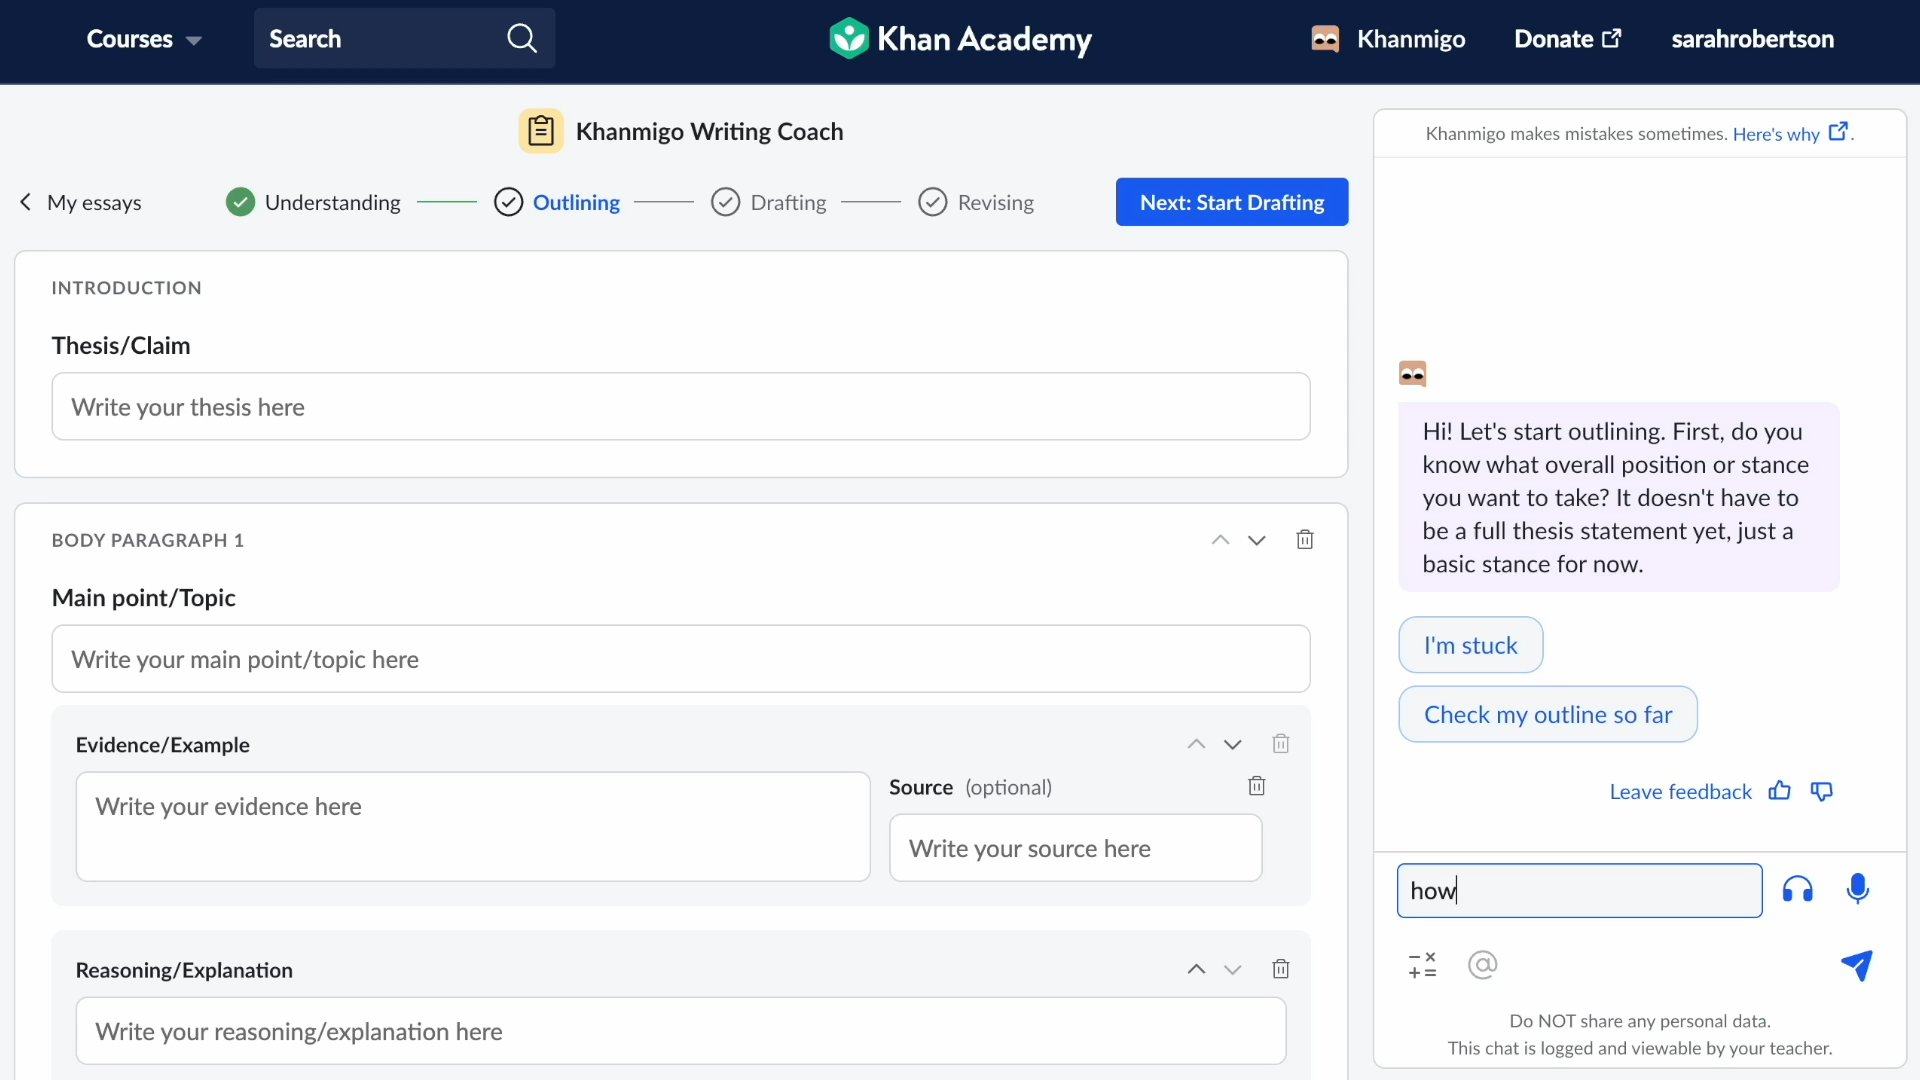 Courses
Search
Khan Academy
Khanmigo
Donate
sarahrobertson
Khanmigo Writing Coach
My essays
Understanding
Outlining
Drafting
Revising
Next: Start Drafting
INTRODUCTION
Thesis/Claim
Write your thesis here
BODY PARAGRAPH 1
Main point/Topic
Write your main point/topic here
Evidence/Example
Write your evidence here
Source (optional)
Write your source here
Reasoning/Explanation
Write your reasoning/explanation here
Khanmigo makes mistakes sometimes. Here's why .
Hi! Let's start outlining. First, do you
know what overall position or stance
you want to take? It doesn't have to
be a full thesis statement yet, just a
basic stance for now.
I'm stuck
Check my outline so far
Leave feedback
how
Do NOT share any personal data.
This chat is logged and viewable by your teacher.